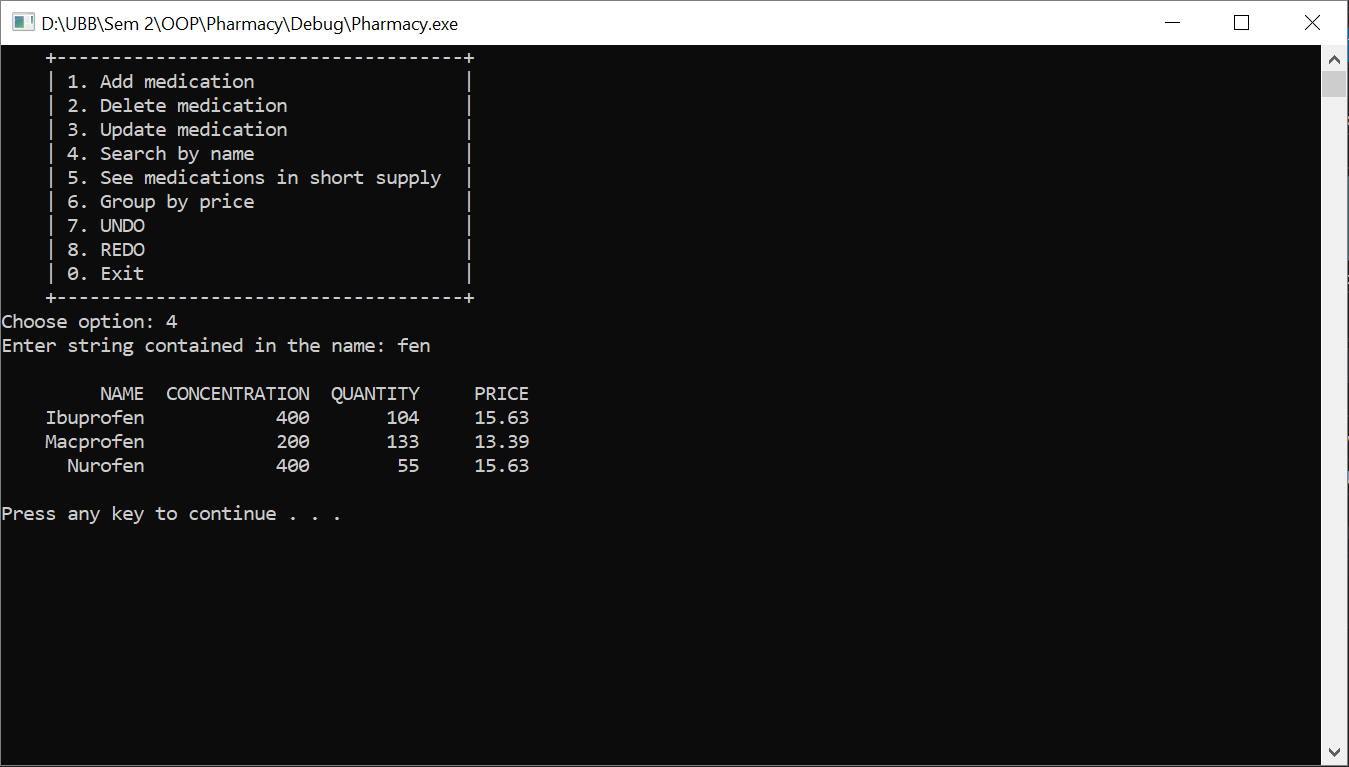 D:\UBB\Sem 2\OOP\Pharmacy\Debug\Pharmacy.exe
+-------------------------------------+
| 1. Add medication                   |
| 2. Delete medication                |
| 3. Update medication                |
| 4. Search by name                   |
| 5. See medications in short supply  |
| 6. Group by price                   |
| 7. UNDO                             |
| 8. REDO                             |
| 0. Exit                             |
+-------------------------------------+
Choose option: 4
Enter string contained in the name: fen
NAME  CONCENTRATION  QUANTITY     PRICE
Ibuprofen            400       104     15.63
Macprofen            200       133     13.39
Nurofen            400        55     15.63
Press any key to continue . . .